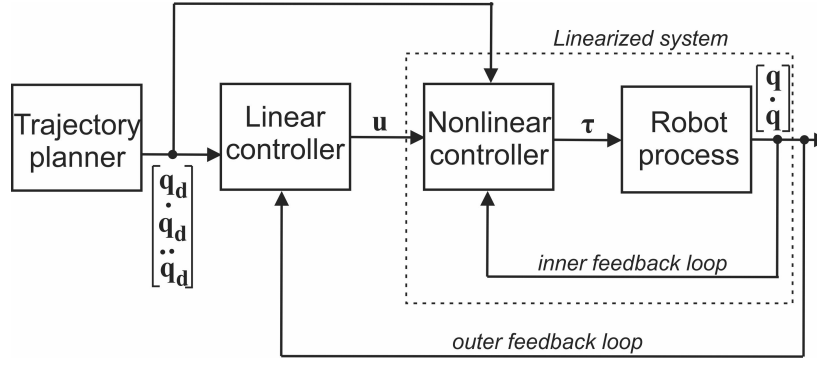 Linearized system
Trajectory
planner
Linear
controller
u
Nonlinear
controller
τ
Robot
process
[q
q̇]
[q_d
q̇_d
q̈_d]
inner feedback loop
outer feedback loop